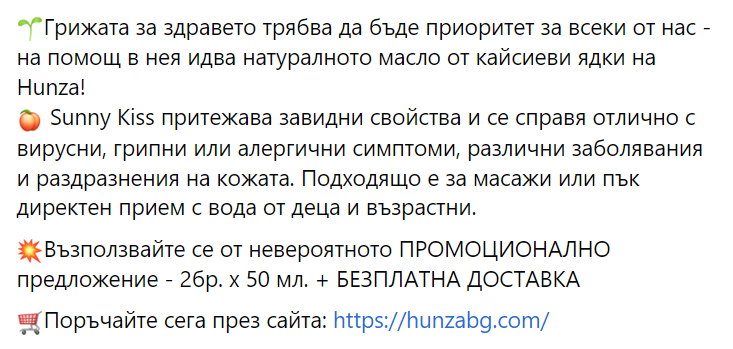 🌱Грижата за здравето трябва да бъде приоритет за всеки от нас -
на помощ в нея идва натуралното масло от кайсиеви ядки на
Hunza!
🍑 Sunny Kiss притежава завидни свойства и се справя отлично с
вирусни, грипни или алергични симптоми, различни заболявания
и раздразнения на кожата. Подходящо е за масажи или пък
директен прием с вода от деца и възрастни.
💥Възползвайте се от невероятното ПРОМОЦИОНАЛНО
предложение - 2бр. х 50 мл. + БЕЗПЛАТНА ДОСТАВКА
🛒Поръчайте сега през сайта: https://hunzabg.com/